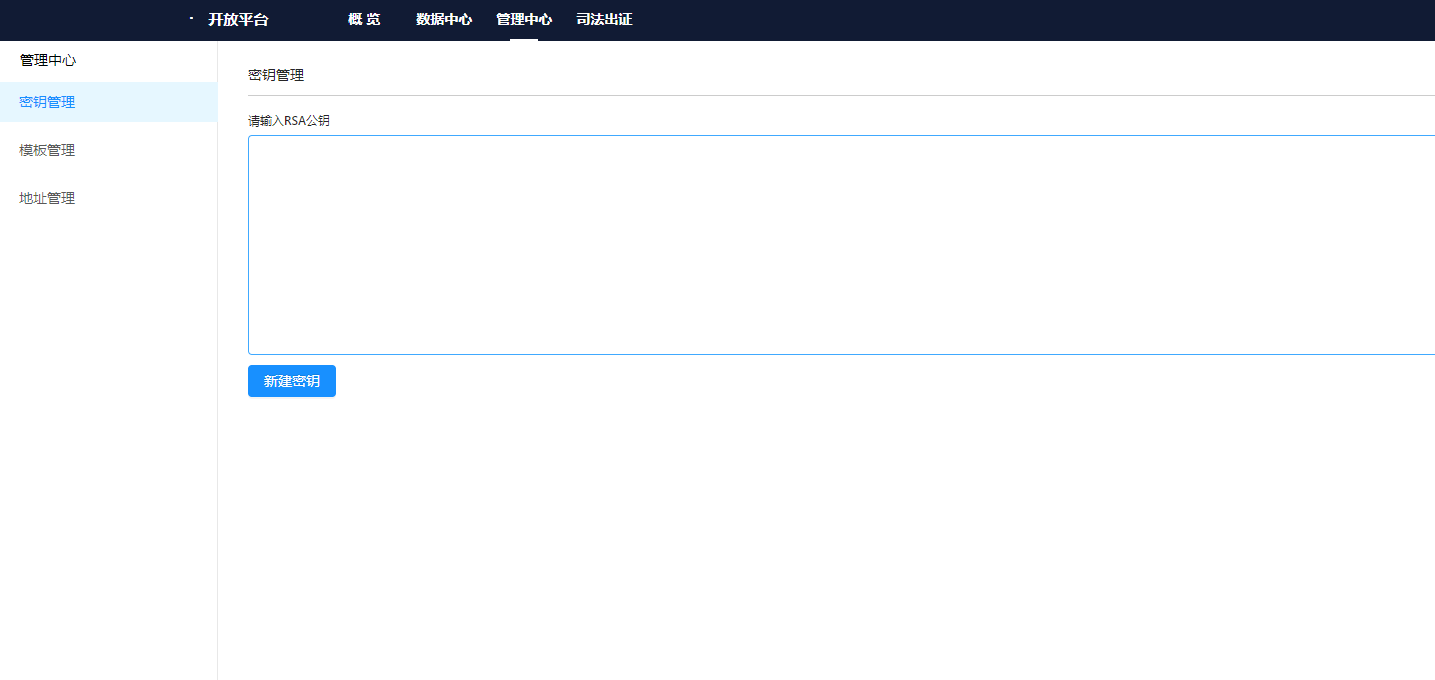 · 开放平台 概 览 数据中心 管理中心 司法出证
管理中心
密钥管理
模板管理
地址管理
密钥管理
请输入RSA公钥
新建密钥